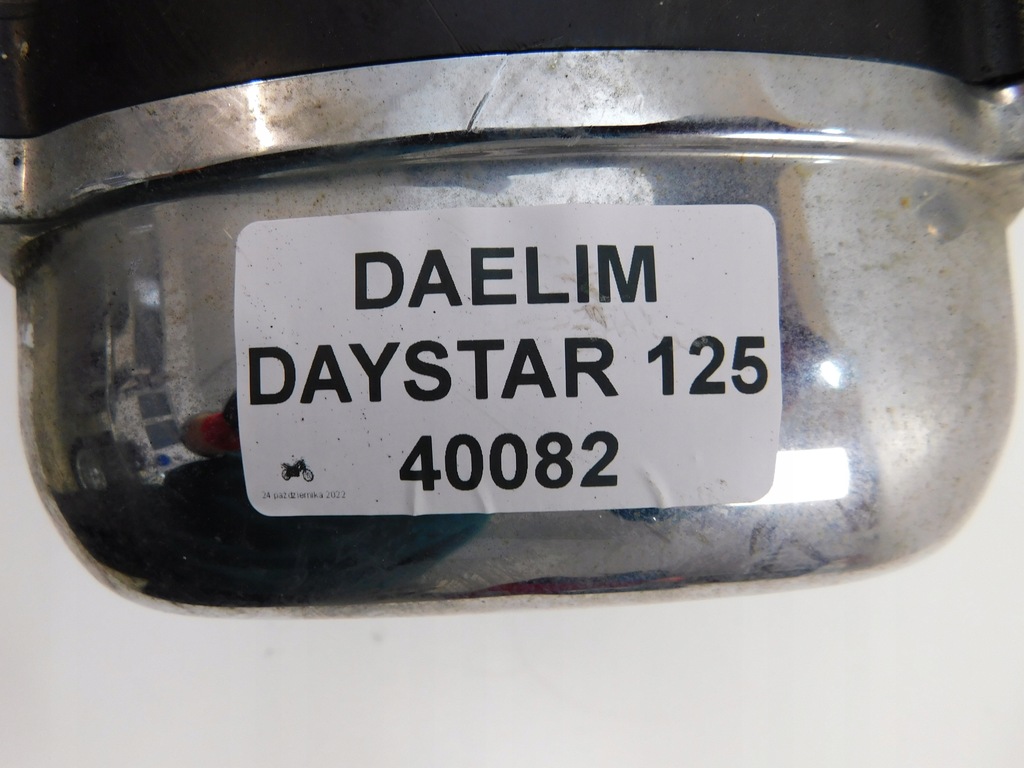 DAELIM
DAYSTAR 125
40082
24 października 2022